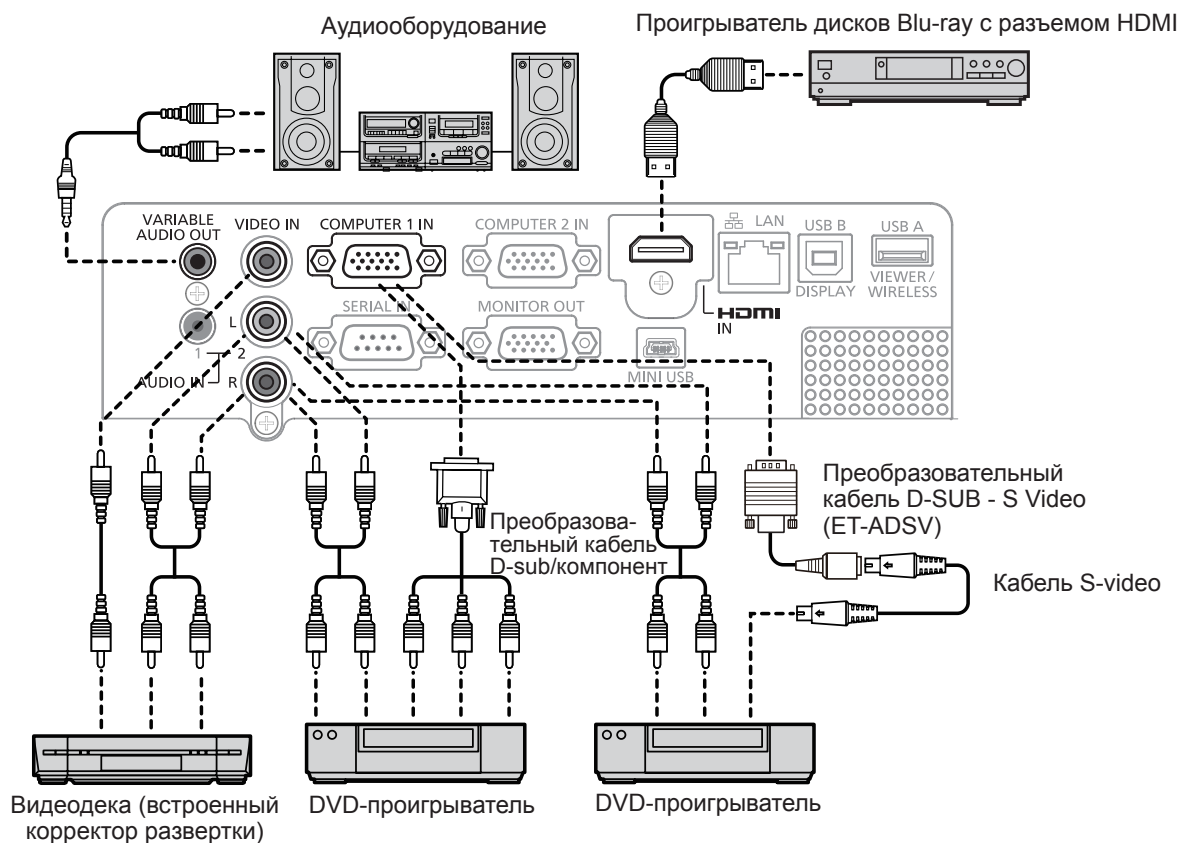 Аудиооборудование
Проигрыватель дисков Blu-ray с разъемом HDMI
VARIABLE
AUDIO OUT
VIDEO IN
COMPUTER 1 IN
COMPUTER 2 IN
LAN
USB B
USB A
DISPLAY
VIEWER /
WIRELESS
SERIAL IN
MONITOR OUT
HDMI
IN
L
1
2
AUDIO IN
R
MINI USB
Преобразовательный
кабель D-SUB - S Video
(ET-ADSV)
Преобразова-
тельный кабель
D-sub/компонент
Кабель S-video
Видеодека (встроенный
корректор развертки)
DVD-проигрыватель
DVD-проигрыватель